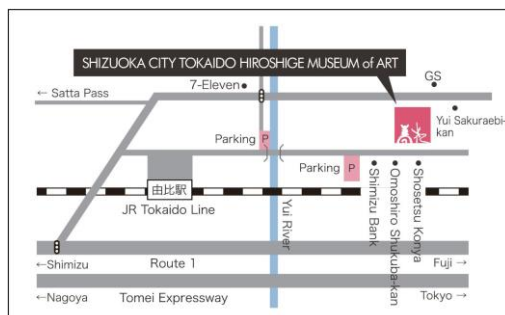 SHIZUOKA CITY TOKAIDO HIROSHIGE MUSEUM of ART
← Satta Pass
7-Eleven
GS
Yui Sakuraebi-
kan
Parking P
Parking P
由比駅
JR Tokaido Line
Yui River
Shimizu Bank
Omoshiro Shukuba-kan
Shosetsu Konya
←Shimizu
Route 1
Fuji →
←Nagoya
Tomei Expressway
Tokyo →